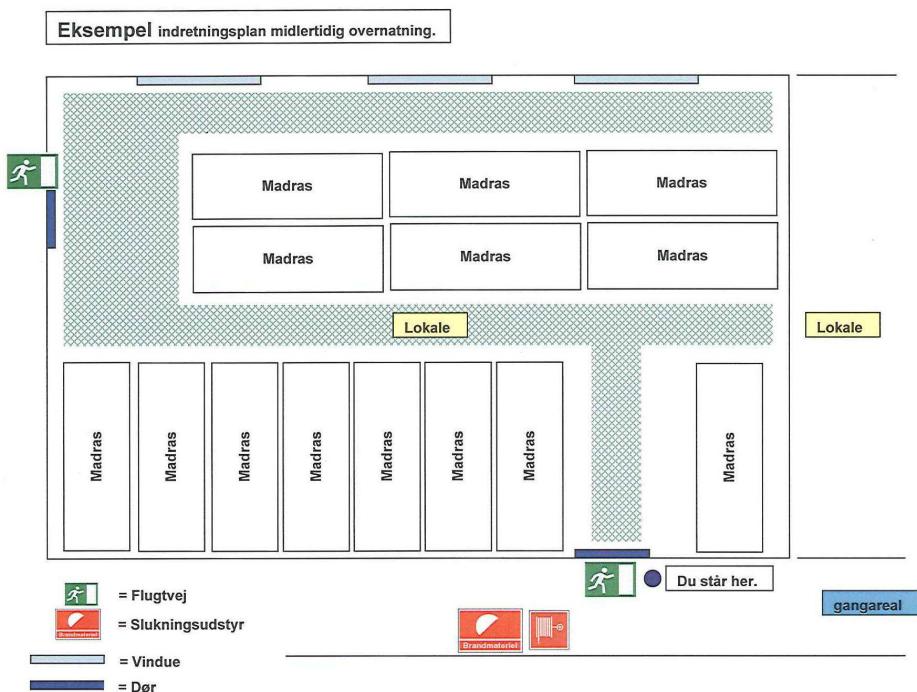 Eksempel indretningsplan midlertidig overnatning.
Madras Madras Madras
Madras Madras Madras
Lokale
Lokale
Madras Madras Madras Madras Madras Madras Madras Madras
Du står her.
gangareal
= Flugtvej
Brandmateriel = Slukningsudstyr
Brandmateriel
= Vindue
= Dør